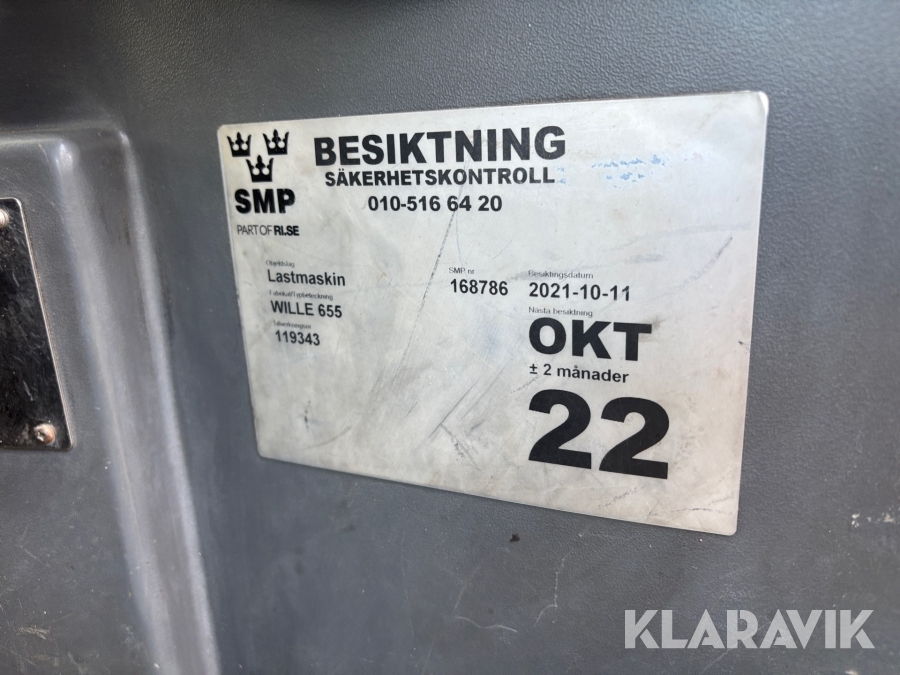 BESIKTNING
SÄKERHETSKONTROLL
010-516 64 20
SMP
PART OF RI.SE
Objektslag
Lastmaskin
Fabrikat/Typbeteckning
WILLE 655
Tillverkningsnr
119343
SMP nr
168786
Besiktningsdatum
2021-10-11
Nästa besiktning
OKT
± 2 månader
22
KLARAVIK